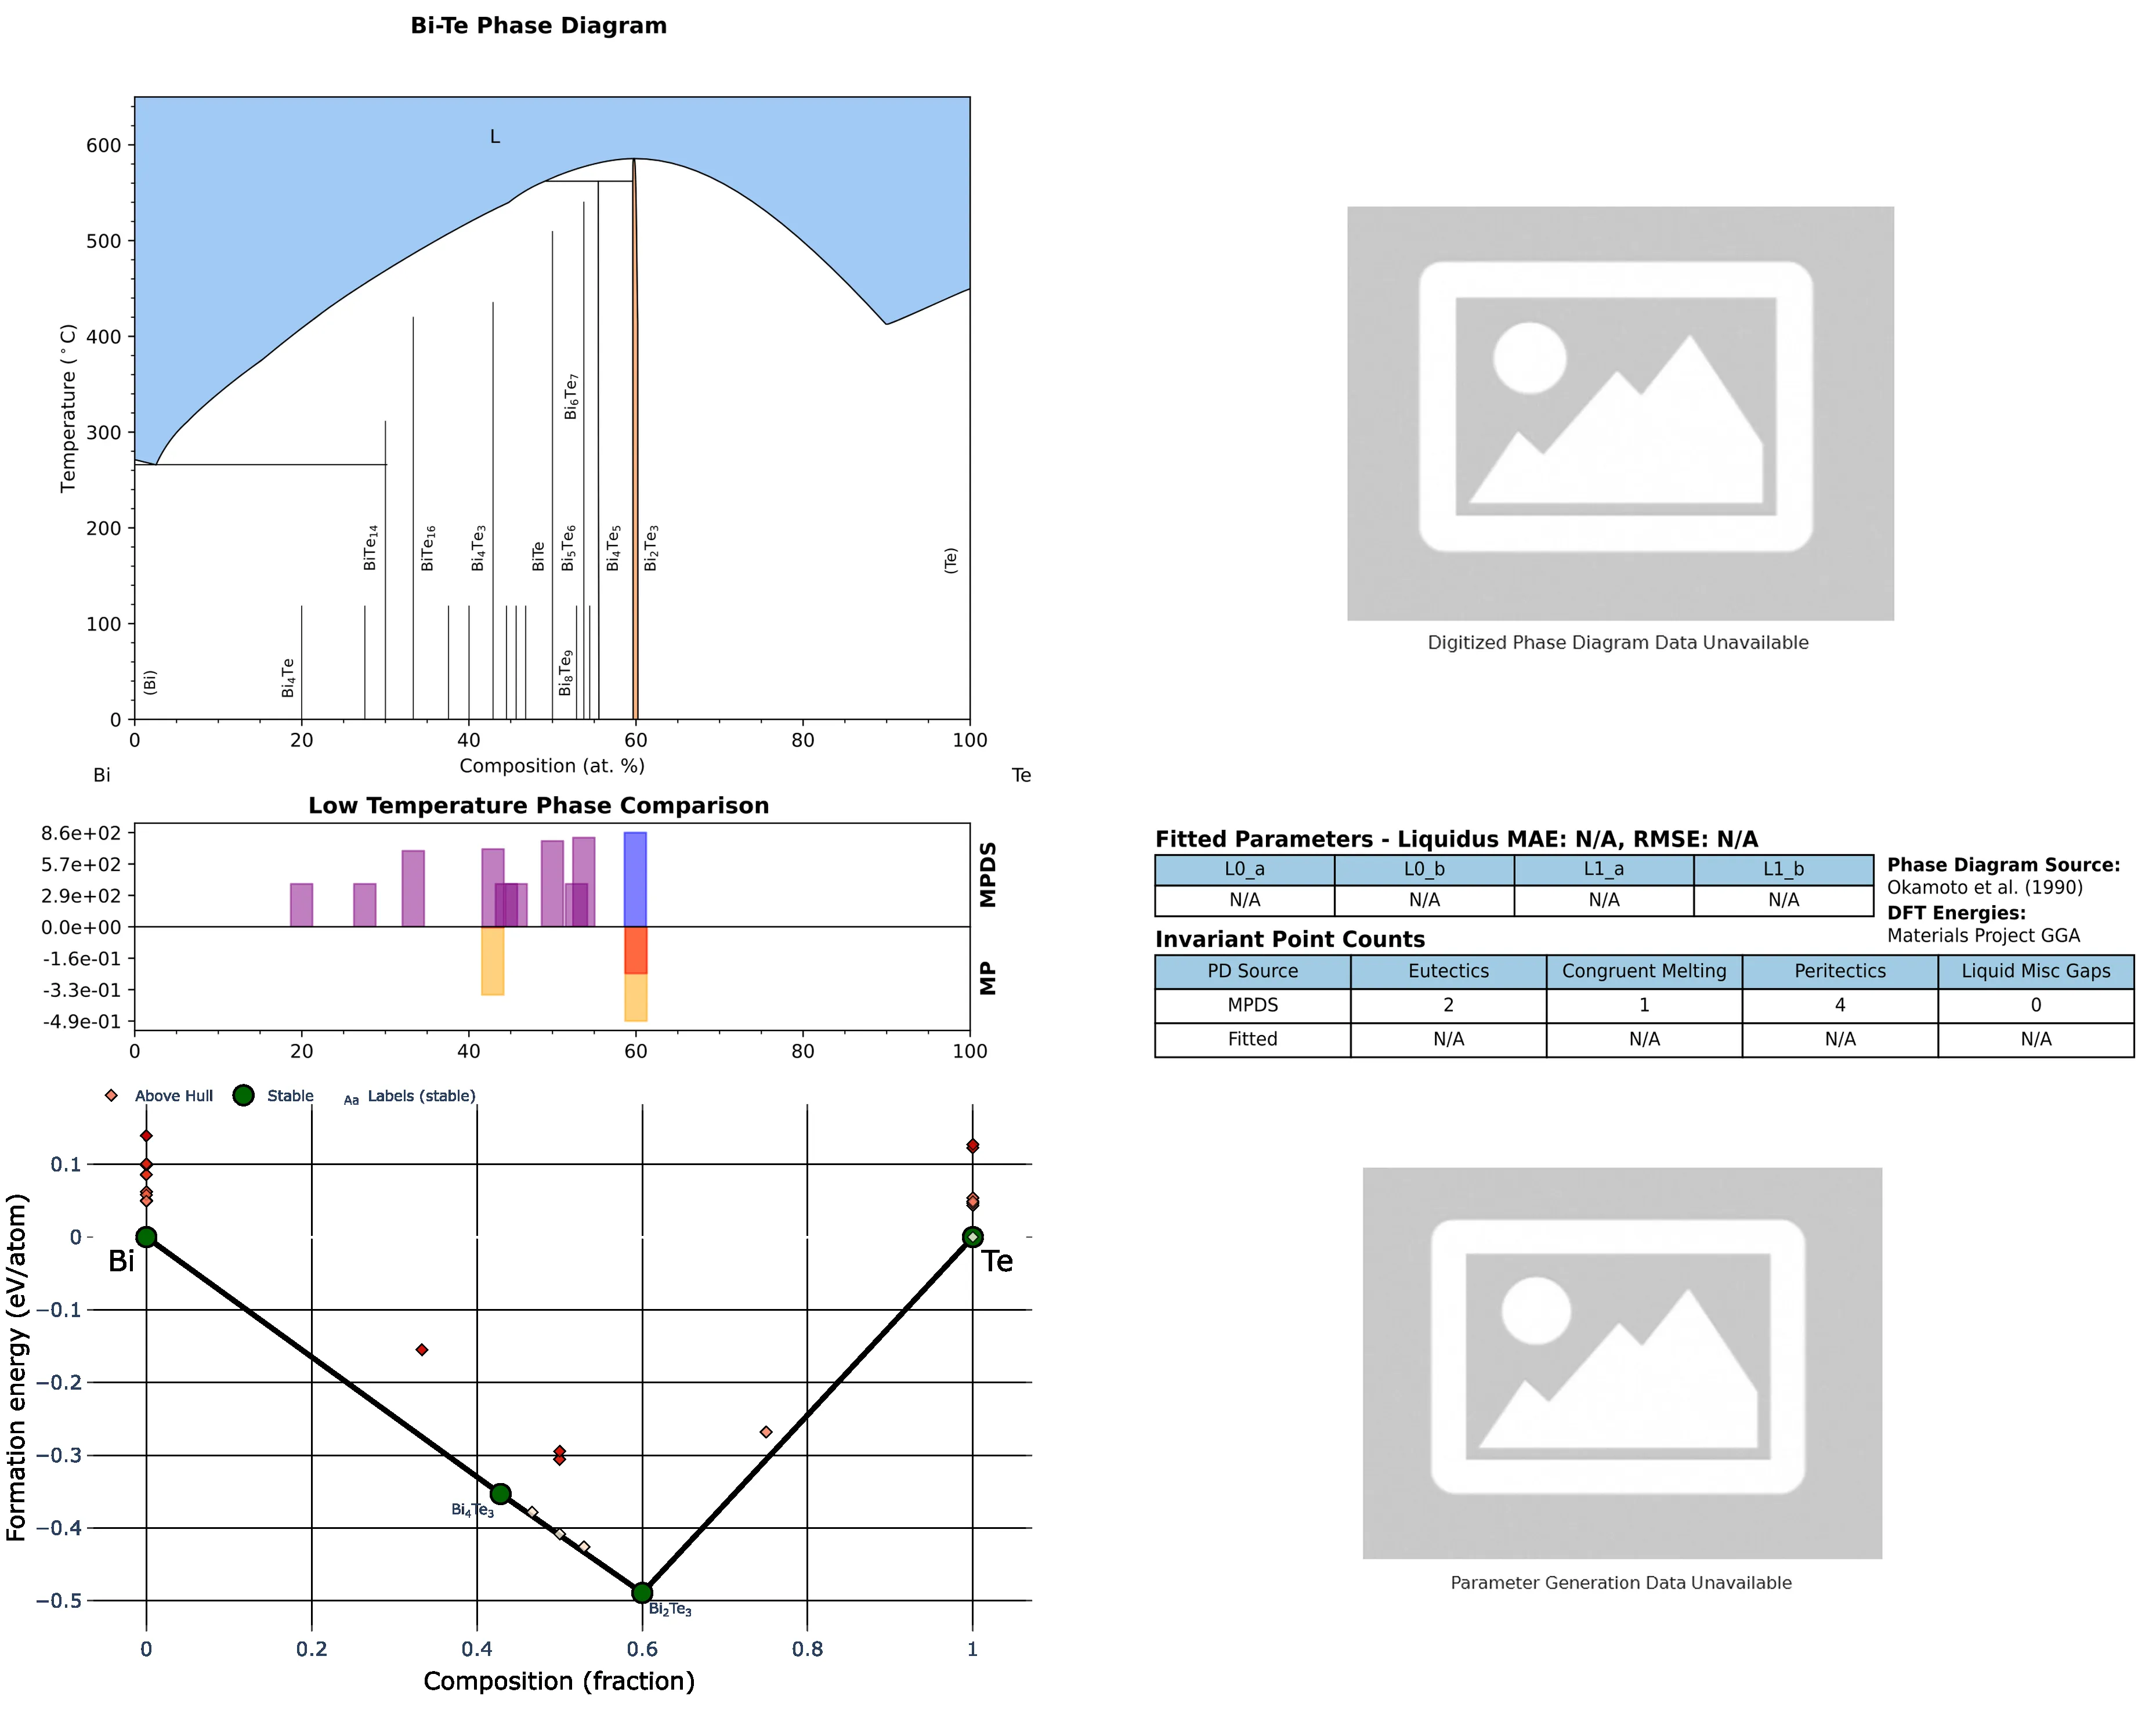 Bi-Te Phase Diagram
L
600
500
400
300
200
100
0
Temperature (°C)
(Bi)
Bi4Te
BiTe14
BiTe16
Bi4Te3
BiTe
Bi6Te7
Bi5Te6
Bi8Te9
Bi4Te5
Bi2Te3
(Te)
0 20 40 60 80 100
Composition (at. %)
Bi Te
Digitized Phase Diagram Data Unavailable
Low Temperature Phase Comparison
8.6e+02
5.7e+02
2.9e+02
0.0e+00
-1.6e-01
-3.3e-01
-4.9e-01
MPDS
MP
0 20 40 60 80 100
Fitted Parameters - Liquidus MAE: N/A, RMSE: N/A
L0_a L0_b L1_a L1_b
N/A N/A N/A N/A
Phase Diagram Source:
Okamoto et al. (1990)
DFT Energies:
Materials Project GGA
Invariant Point Counts
PD Source Eutectics Congruent Melting Peritectics Liquid Misc Gaps
MPDS 2 1 4 0
Fitted N/A N/A N/A N/A
Above Hull Stable Aa Labels (stable)
0.1
0
−0.1
−0.2
−0.3
−0.4
−0.5
Formation energy (eV/atom)
Bi
Te
Bi4Te3
Bi2Te3
0 0.2 0.4 0.6 0.8 1
Composition (fraction)
Parameter Generation Data Unavailable